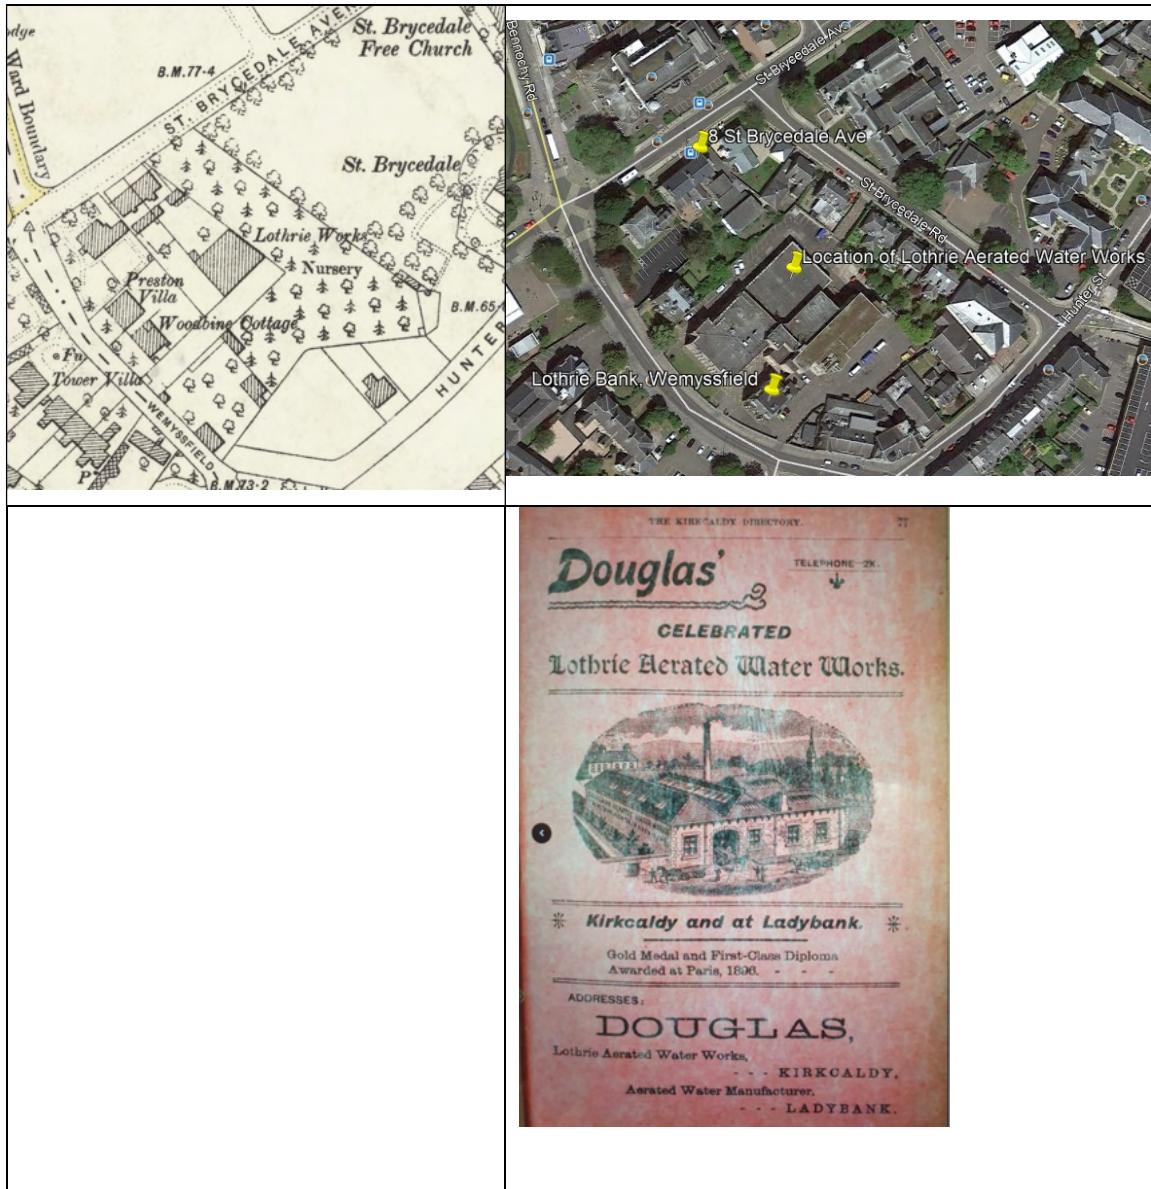 St. Brycedale
Free Church
B.M.77·4
Ward Boundary
ST. BRYCEDALE
St. Brycedale
Lothrie Works
Nursery
Preston
Villa
Woodbine Cottage
B.M.65·
HUNTER
Fn
Tower Villa
WEMYSSFIELD
P
B.M.73·2
Bennochy Rd
St Brycedale Ave
8 St Brycedale Ave
St Brycedale Rd
Location of Lothrie Aerated Water Works
Hunter St
Lothrie Bank, Wemyssfield
THE KIRKCALDY DIRECTORY. 77
Douglas'
TELEPHONE—2X.
CELEBRATED
Lothrie Aerated Water Works.
Kirkcaldy and at Ladybank.
Gold Medal and First-Class Diploma
Awarded at Paris, 1896. - - -
ADDRESSES:
DOUGLAS,
Lothrie Aerated Water Works,
- - - KIRKCALDY,
Aerated Water Manufacturer,
- - - LADYBANK.